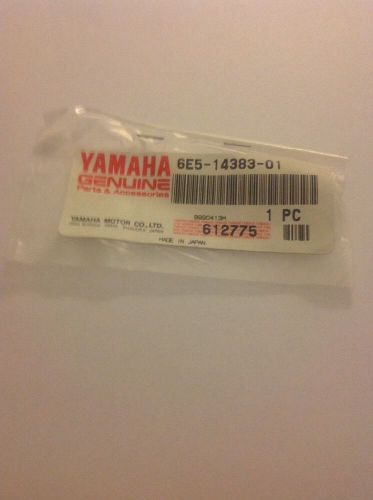 YAMAHA 6E5-14383-01
GENUINE
Parts & Accessories
1 PC
YAMAHA MOTOR CO.,LTD.
612775
MADE IN JAPAN